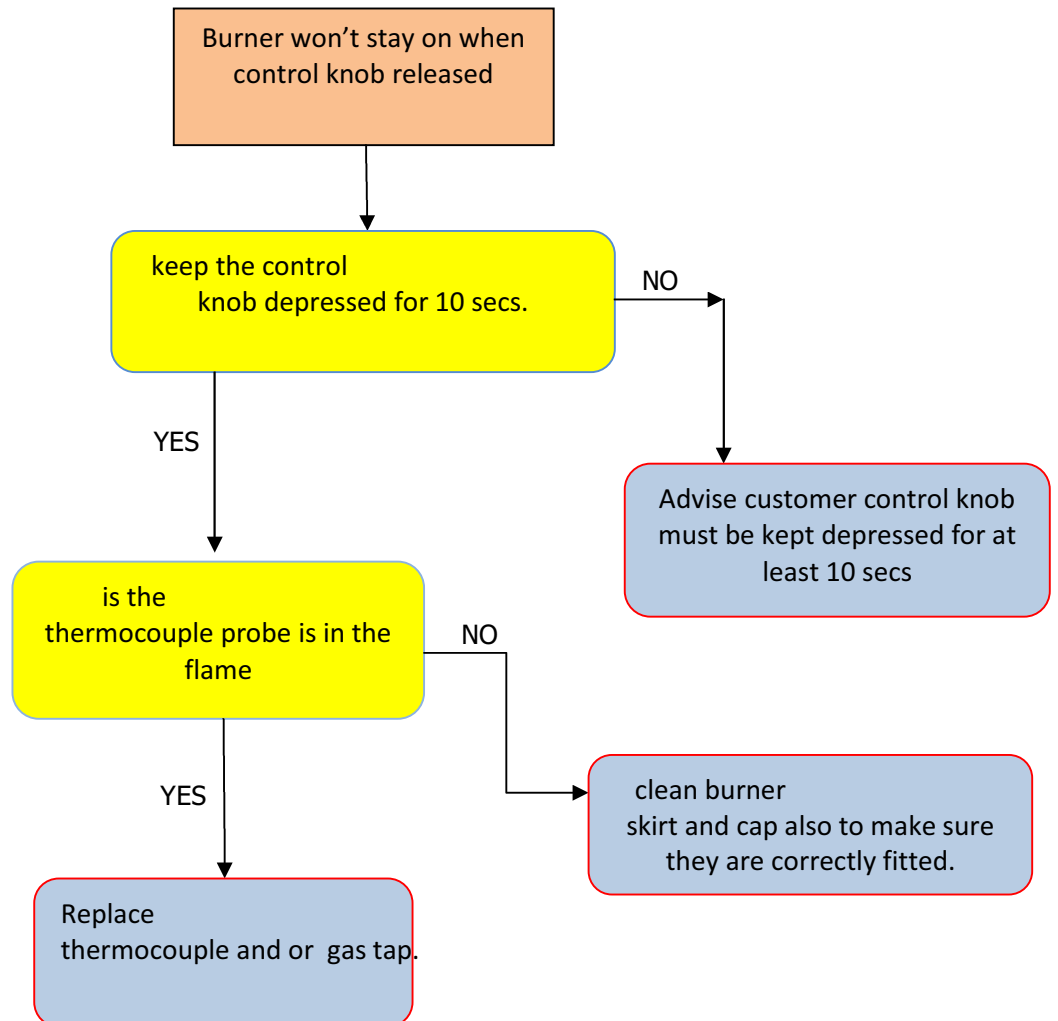 Burner won’t stay on when
control knob released
keep the control
knob depressed for 10 secs.
NO
YES
Advise customer control knob
must be kept depressed for at
least 10 secs
is the
thermocouple probe is in the
flame
NO
YES
clean burner
skirt and cap also to make sure
they are correctly fitted.
Replace
thermocouple and or  gas tap.